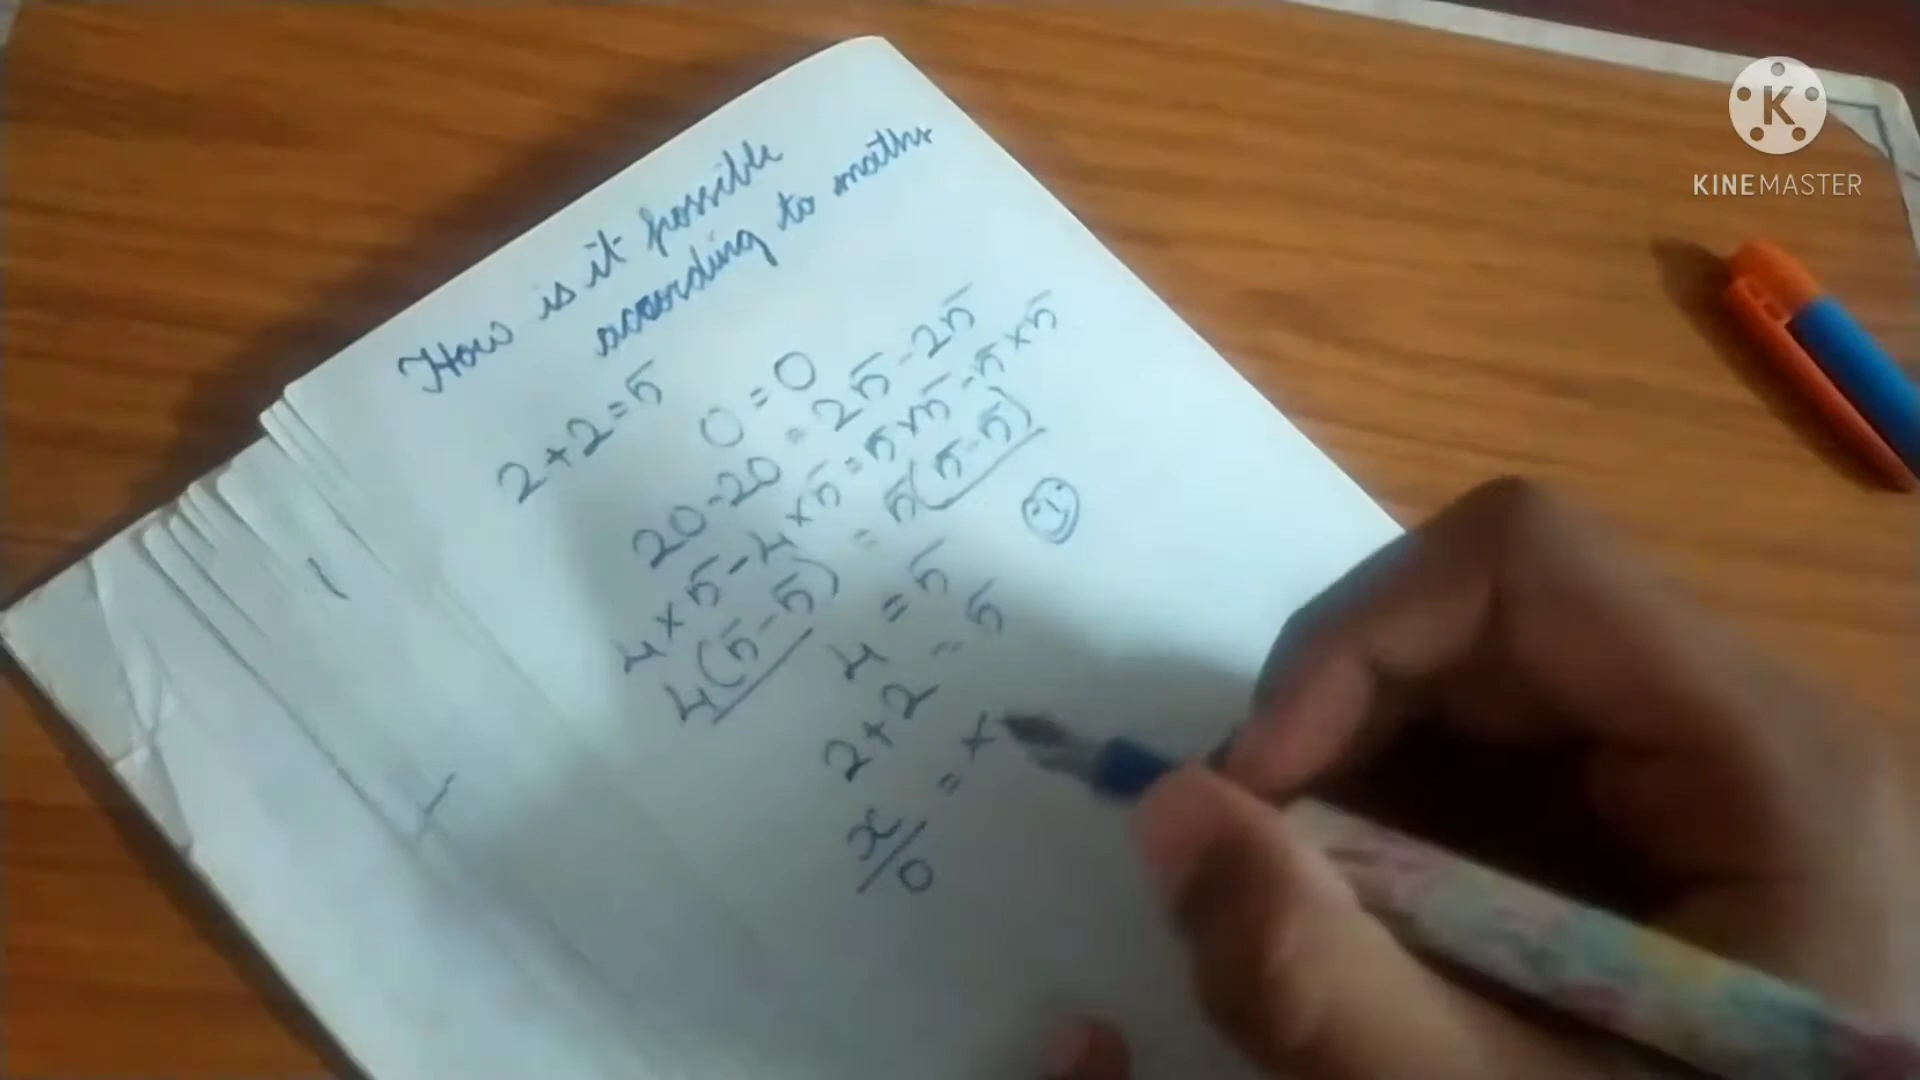 How is it possible
according to maths
2+2=5
0=0
20-20=25-25
4×5-4×5=5×5-5×5
4(5-5)=5(5-5)
4=5
2+2=5
x/0=x
K
KINEMASTER